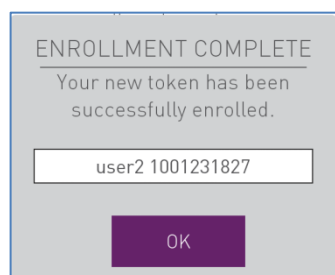 ENROLLMENT COMPLETE
Your new token has been
successfully enrolled.
user2 1001231827
OK